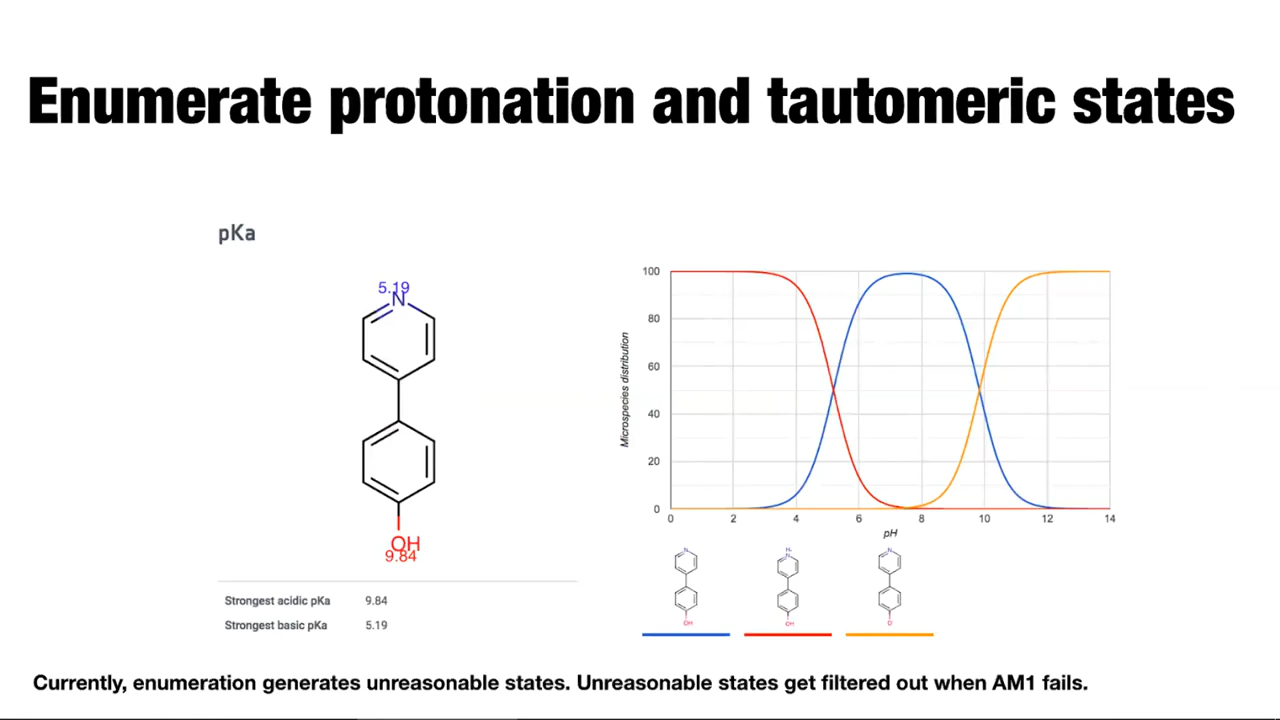 Enumerate protonation and tautomeric states
pKa
5.19
N
OH
9.84
Strongest acidic pKa 9.84
Strongest basic pKa 5.19
Microspecies distribution
100
80
60
40
20
0
0 2 4 6 8 10 12 14
pH
N
OH
H+
N
OH
N
O
Currently, enumeration generates unreasonable states. Unreasonable states get filtered out when AM1 fails.